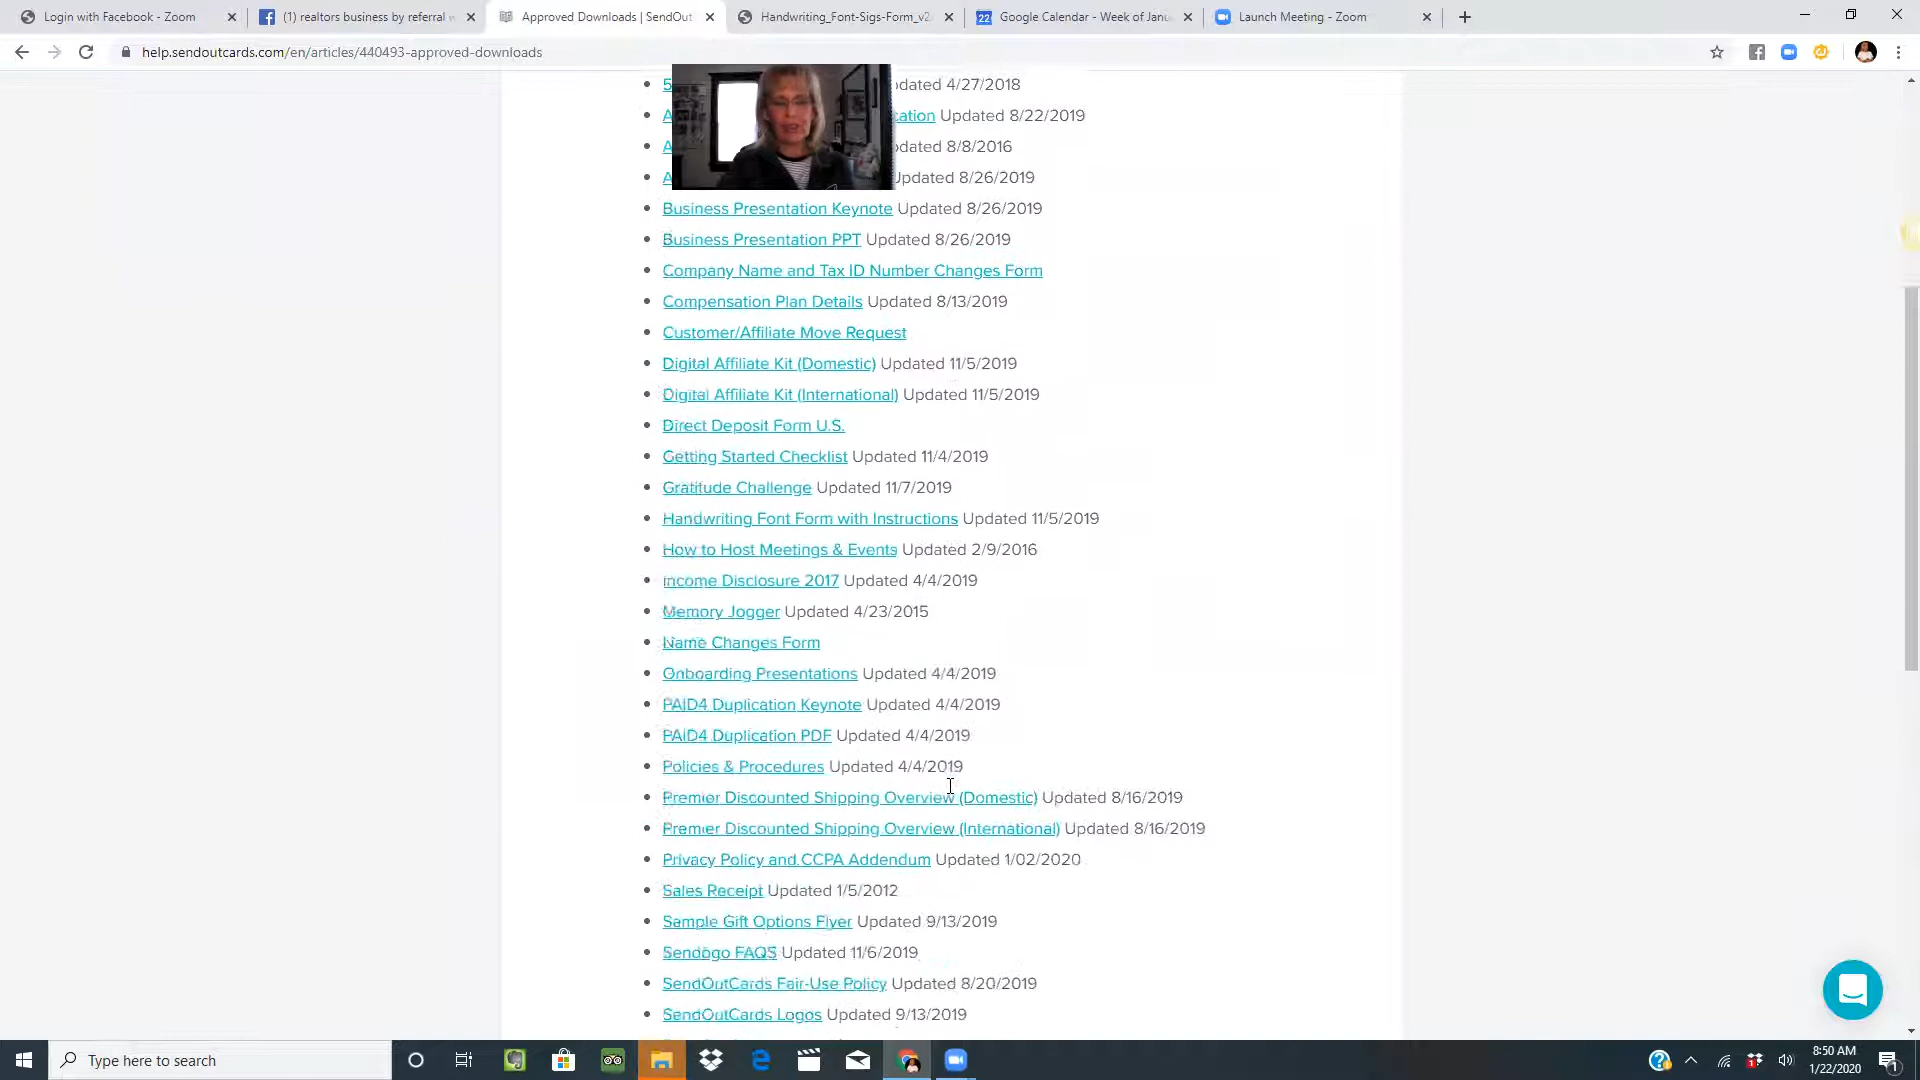 Login with Facebook - Zoom
(1) realtors business by referral w
Approved Downloads | SendOut
Handwriting_Font-Sigs-Form_v2
Google Calendar - Week of Janu
Launch Meeting - Zoom
help.sendoutcards.com/en/articles/440493-approved-downloads
5 pdated 4/27/2018
A cation Updated 8/22/2019
A pdated 8/8/2016
A Updated 8/26/2019
Business Presentation Keynote Updated 8/26/2019
Business Presentation PPT Updated 8/26/2019
Company Name and Tax ID Number Changes Form
Compensation Plan Details Updated 8/13/2019
Customer/Affiliate Move Request
Digital Affiliate Kit (Domestic) Updated 11/5/2019
Digital Affiliate Kit (International) Updated 11/5/2019
Direct Deposit Form U.S.
Getting Started Checklist Updated 11/4/2019
Gratitude Challenge Updated 11/7/2019
Handwriting Font Form with Instructions Updated 11/5/2019
How to Host Meetings & Events Updated 2/9/2016
Income Disclosure 2017 Updated 4/4/2019
Memory Jogger Updated 4/23/2015
Name Changes Form
Onboarding Presentations Updated 4/4/2019
PAID4 Duplication Keynote Updated 4/4/2019
PAID4 Duplication PDF Updated 4/4/2019
Policies & Procedures Updated 4/4/2019
Premier Discounted Shipping Overview (Domestic) Updated 8/16/2019
Premier Discounted Shipping Overview (International) Updated 8/16/2019
Privacy Policy and CCPA Addendum Updated 1/02/2020
Sales Receipt Updated 1/5/2012
Sample Gift Options Flyer Updated 9/13/2019
Sendogo FAQS Updated 11/6/2019
SendOutCards Fair-Use Policy Updated 8/20/2019
SendOutCards Logos Updated 9/13/2019
Type here to search
8:50 AM
1/22/2020